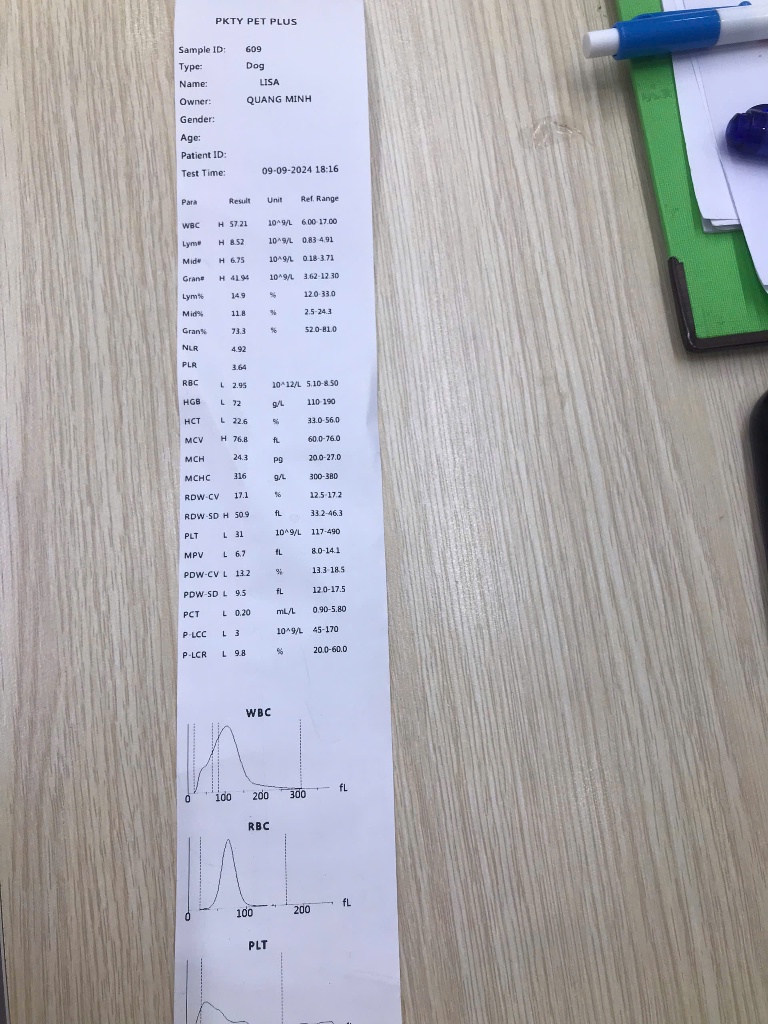 PKTY PET PLUS
Sample ID: 609
Type: Dog
Name: LISA
Owner: QUANG MINH
Gender:
Age:
Patient ID:
Test Time: 09-09-2024 18:16
Para Result Unit Ref. Range
WBC H 57.21 10^9/L 6.00-17.00
Lym# H 8.52 10^9/L 0.83-4.91
Mid# H 6.75 10^9/L 0.18-3.71
Gran# H 41.94 10^9/L 3.62-12.30
Lym% 14.9 % 12.0-33.0
Mid% 11.8 % 2.5-24.3
Gran% 73.3 % 52.0-81.0
NLR 4.92
PLR 3.64
RBC L 2.95 10^12/L 5.10-8.50
HGB L 72 g/L 110-190
HCT L 22.6 % 33.0-56.0
MCV H 76.8 fL 60.0-76.0
MCH 24.3 pg 20.0-27.0
MCHC 316 g/L 300-380
RDW-CV 17.1 % 12.5-17.2
RDW-SD H 50.9 fL 33.2-46.3
PLT L 31 10^9/L 117-490
MPV L 6.7 fL 8.0-14.1
PDW-CV L 13.2 % 13.3-18.5
PDW-SD L 9.5 fL 12.0-17.5
PCT L 0.20 mL/L 0.90-5.80
P-LCC L 3 10^9/L 45-170
P-LCR L 9.8 % 20.0-60.0
WBC
0 100 200 300 fL
RBC
0 100 200 fL
PLT
fL